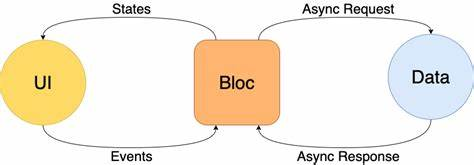 States
Async Request
UI
Bloc
Data
Events
Async Response